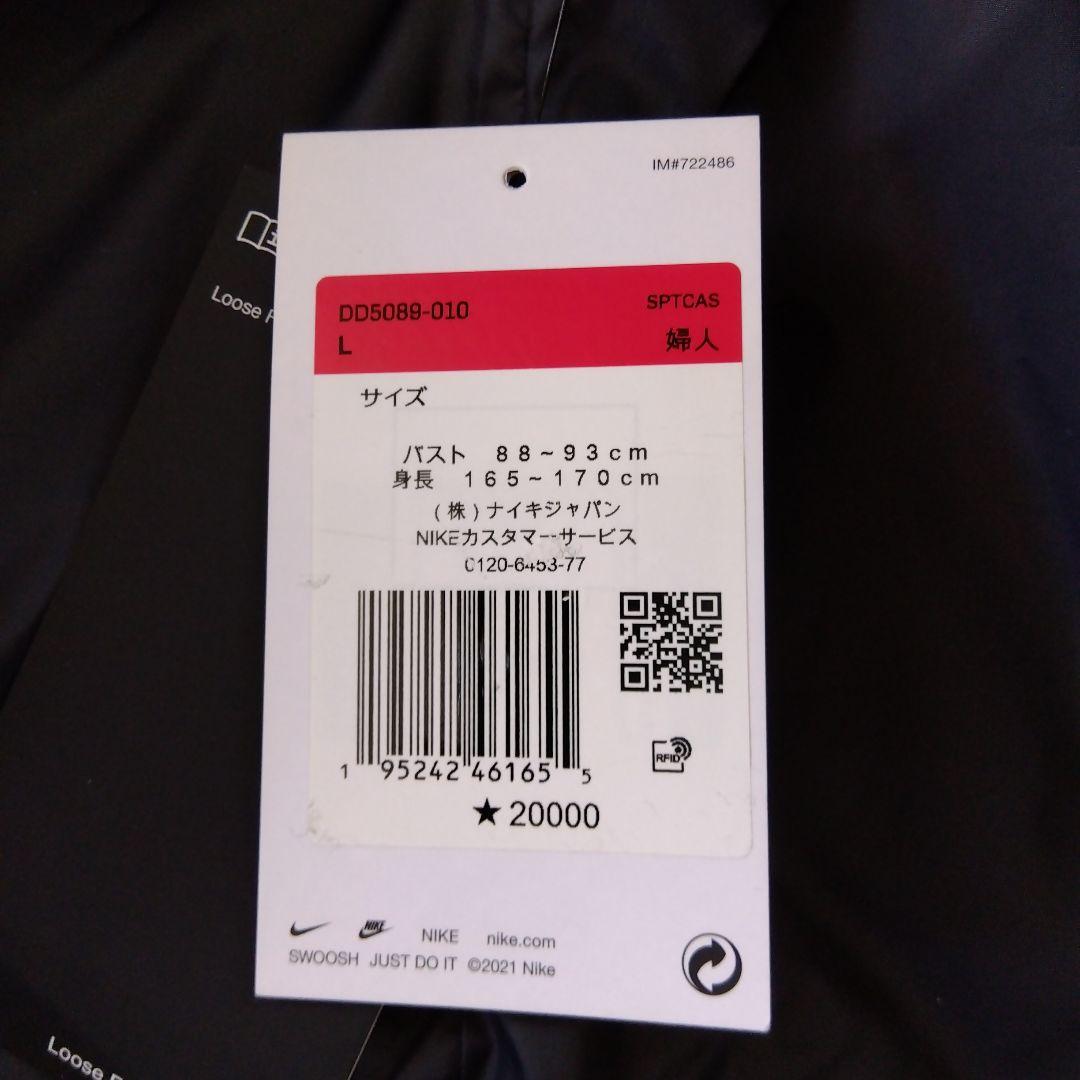 IM#722486
DD5089-010
SPTCAS
L
婦人
サイズ
バスト 88~93cm
身長 165~170cm
(株)ナイキジャパン
NIKEカスタマーサービス
0120-6453-77
1 95242 46165 5
RFID
★20000
NIKE NIKE nike.com
SWOOSH JUST DO IT ©2021 Nike
Loose
Loose